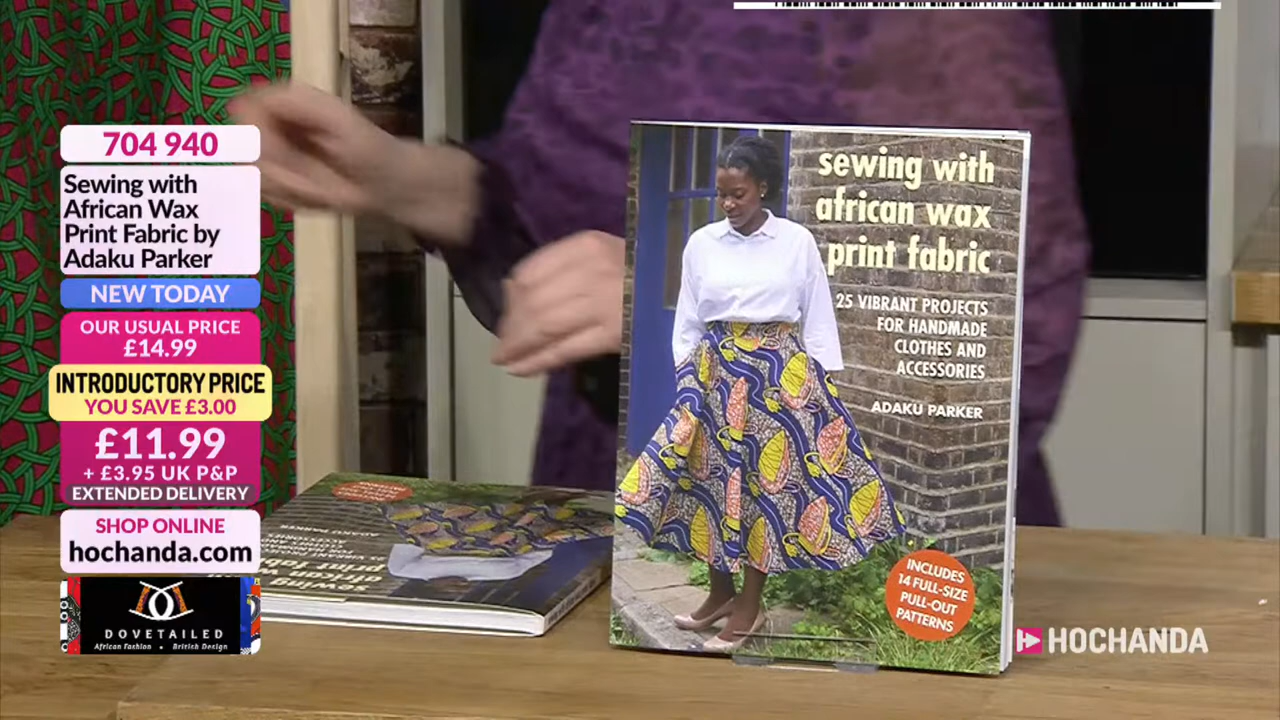 704 940
Sewing with
African Wax
Print Fabric by
Adaku Parker
NEW TODAY
OUR USUAL PRICE
£14.99
INTRODUCTORY PRICE
YOU SAVE £3.00
£11.99
+ £3.95 UK P&P
EXTENDED DELIVERY
SHOP ONLINE
hochanda.com
DOVETAILED
African Fashion • British Design
sewing with
african wax
print fabric
25 VIBRANT PROJECTS
FOR HANDMADE
CLOTHES AND
ACCESSORIES
ADAKU PARKER
INCLUDES
14 FULL-SIZE
PULL-OUT
PATTERNS
HOCHANDA